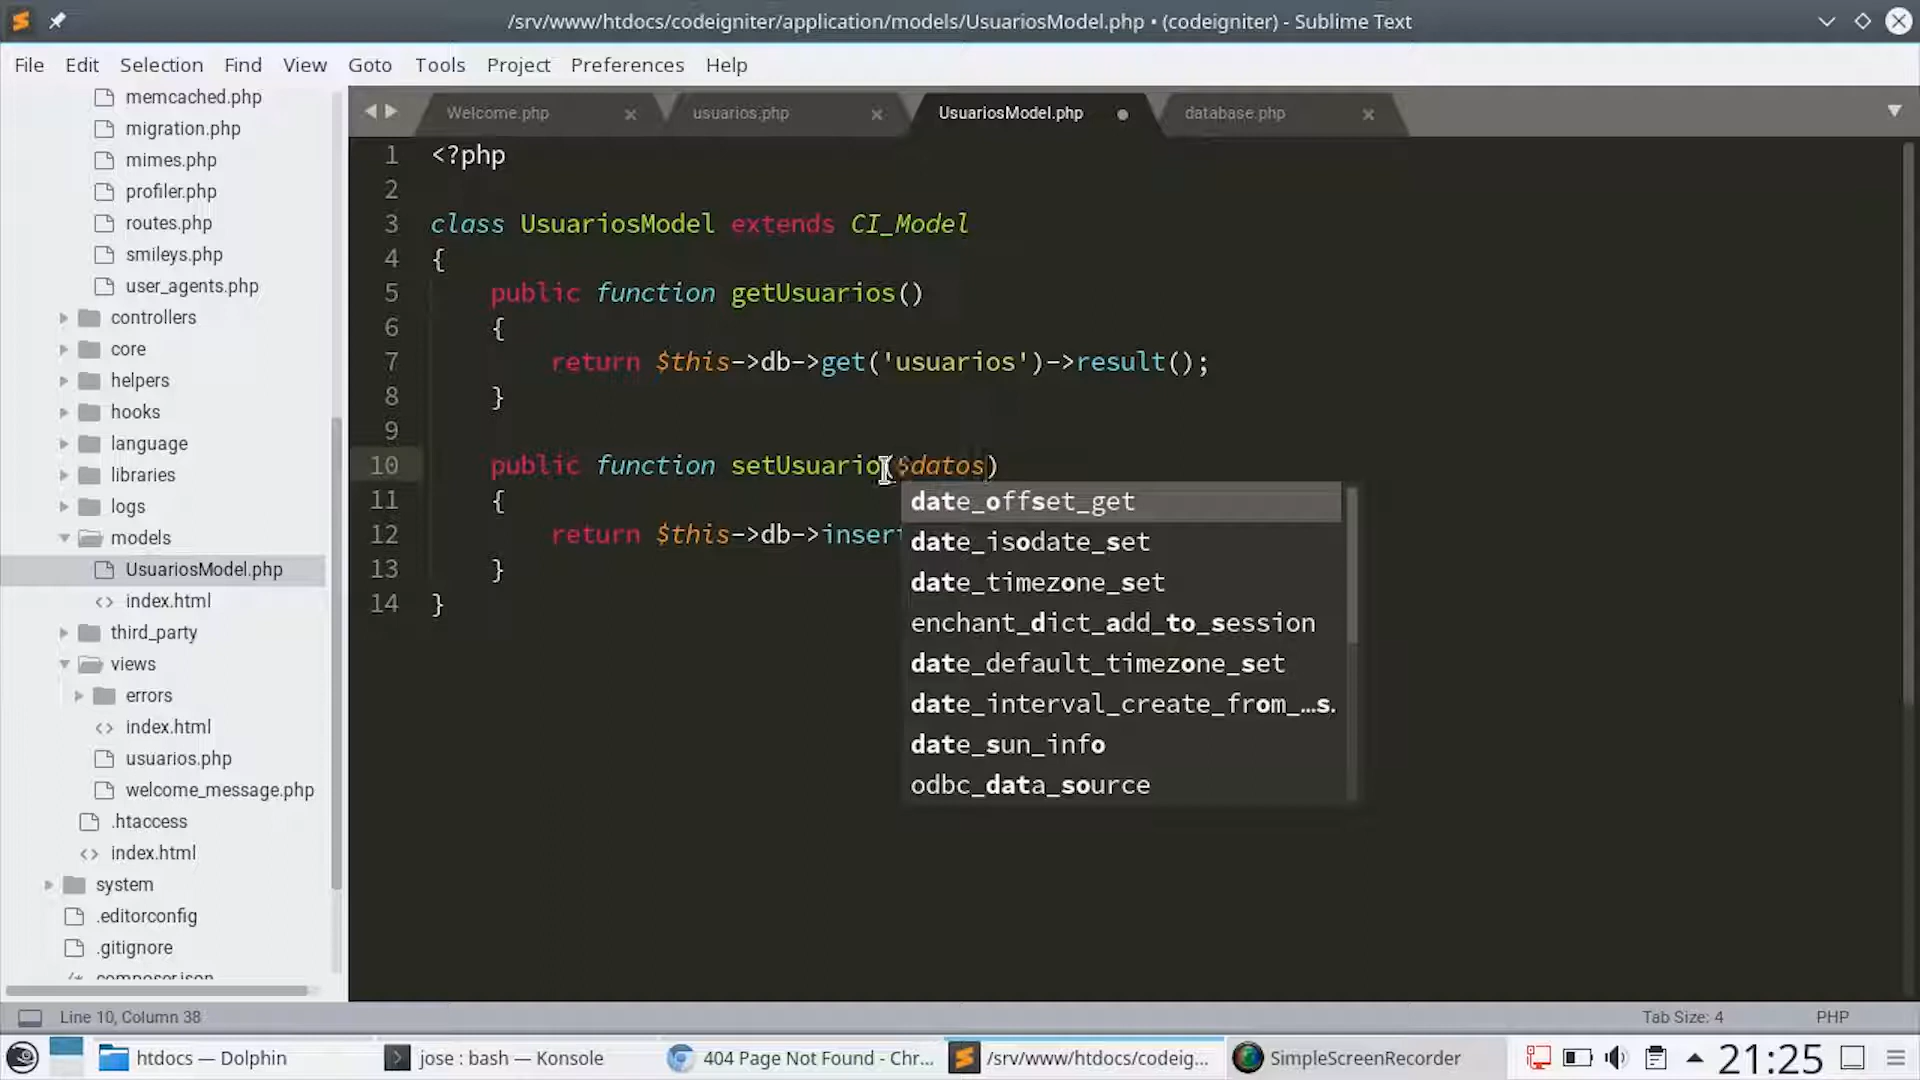 /srv/www/htdocs/codeigniter/application/models/UsuariosModel.php • (codeigniter) - Sublime Text
File Edit Selection Find View Goto Tools Project Preferences Help
memcached.php
migration.php
mimes.php
profiler.php
routes.php
smileys.php
user_agents.php
controllers
core
helpers
hooks
language
libraries
logs
models
UsuariosModel.php
index.html
third_party
views
errors
index.html
usuarios.php
welcome_message.php
.htaccess
index.html
system
.editorconfig
.gitignore
composer.json
Welcome.php usuarios.php UsuariosModel.php database.php
1 <?php
2
3 class UsuariosModel extends CI_Model
4 {
5 public function getUsuarios()
6 {
7 return $this->db->get('usuarios')->result();
8 }
9
10 public function setUsuario($datos)
11 {
12 return $this->db->insert
13 }
14 }
date_offset_get
date_isodate_set
date_timezone_set
enchant_dict_add_to_session
date_default_timezone_set
date_interval_create_from_…s.
date_sun_info
odbc_data_source
Line 10, Column 38 Tab Size: 4 PHP
htdocs — Dolphin jose : bash — Konsole 404 Page Not Found - Chr... /srv/www/htdocs/codeig... SimpleScreenRecorder 21:25